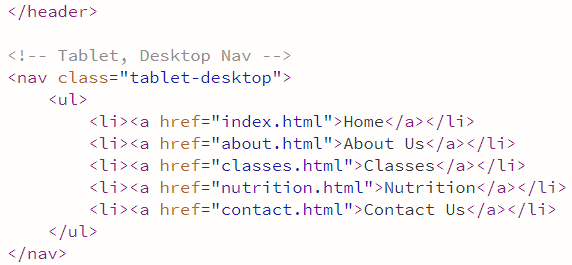 </header>
<!-- Tablet, Desktop Nav -->
<nav class="tablet-desktop">
<ul>
<li><a href="index.html">Home</a></li>
<li><a href="about.html">About Us</a></li>
<li><a href="classes.html">Classes</a></li>
<li><a href="nutrition.html">Nutrition</a></li>
<li><a href="contact.html">Contact Us</a></li>
</ul>
</nav>